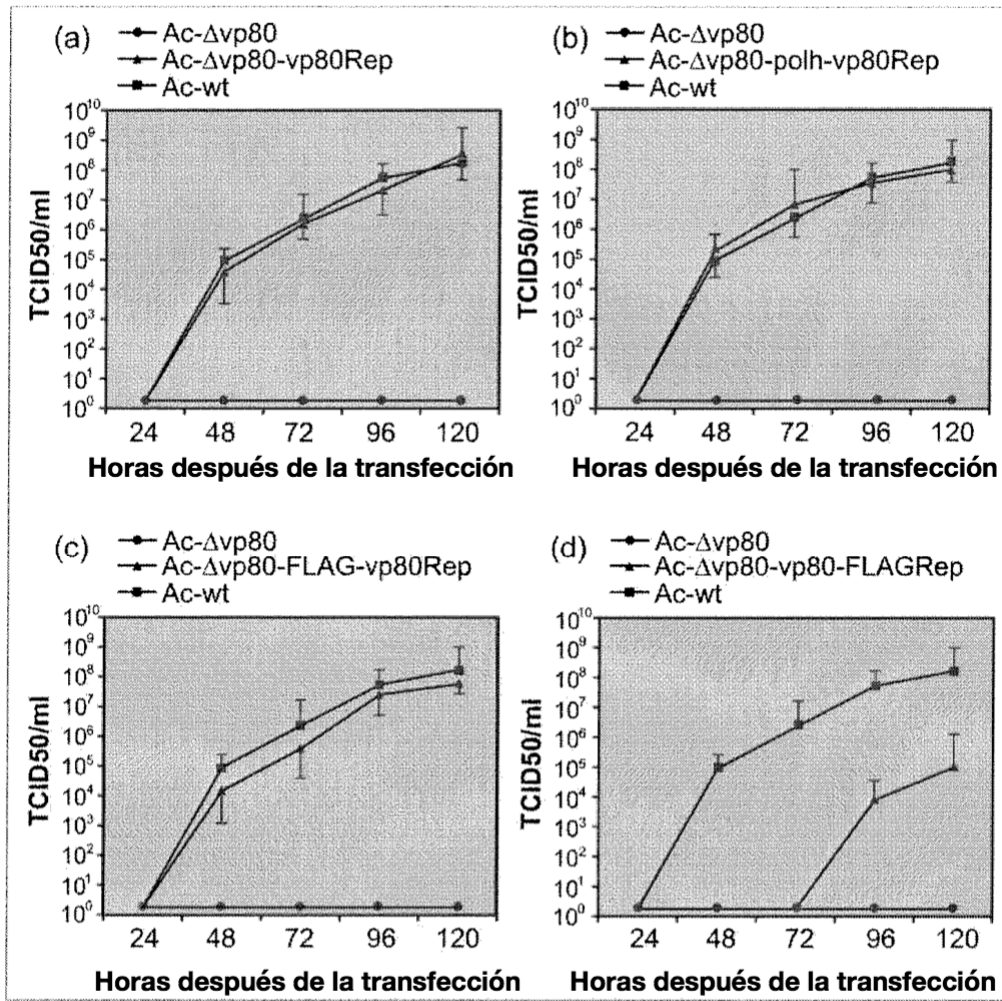 (a)
Ac-Δvp80
Ac-Δvp80-vp80Rep
Ac-wt
TCID50/ml
10¹⁰
10⁹
10⁸
10⁷
10⁶
10⁵
10⁴
10³
10²
10¹
10⁰
24 48 72 96 120
Horas después de la transfección
(b)
Ac-Δvp80
Ac-Δvp80-polh-vp80Rep
Ac-wt
TCID50/ml
10¹⁰
10⁹
10⁸
10⁷
10⁶
10⁵
10⁴
10³
10²
10¹
10⁰
24 48 72 96 120
Horas después de la transfección
(c)
Ac-Δvp80
Ac-Δvp80-FLAG-vp80Rep
Ac-wt
TCID50/ml
10¹⁰
10⁹
10⁸
10⁷
10⁶
10⁵
10⁴
10³
10²
10¹
10⁰
24 48 72 96 120
Horas después de la transfección
(d)
Ac-Δvp80
Ac-Δvp80-vp80-FLAGRep
Ac-wt
TCID50/ml
10¹⁰
10⁹
10⁸
10⁷
10⁶
10⁵
10⁴
10³
10²
10¹
10⁰
24 48 72 96 120
Horas después de la transfección